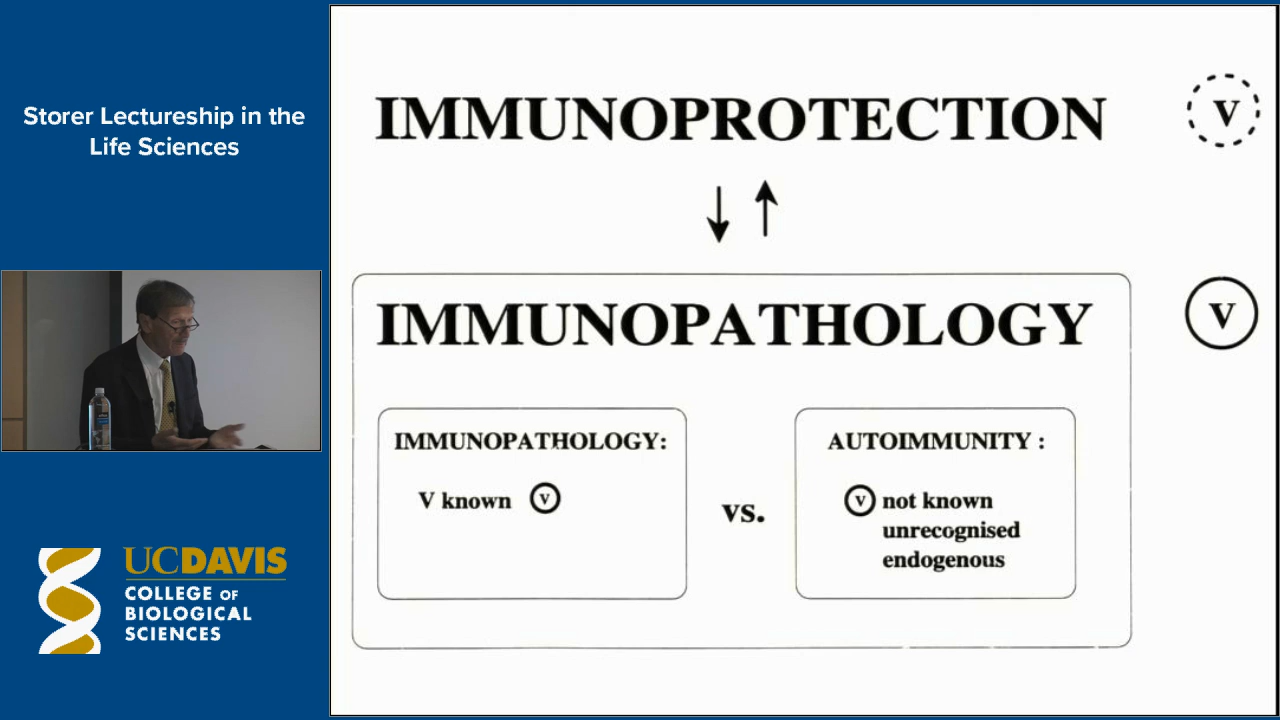 Storer Lectureship in the
Life Sciences
UCDAVIS
COLLEGE OF
BIOLOGICAL
SCIENCES
IMMUNOPROTECTION
V
IMMUNOPATHOLOGY
V
IMMUNOPATHOLOGY:
V known V
vs.
AUTOIMMUNITY :
V not known
unrecognised
endogenous